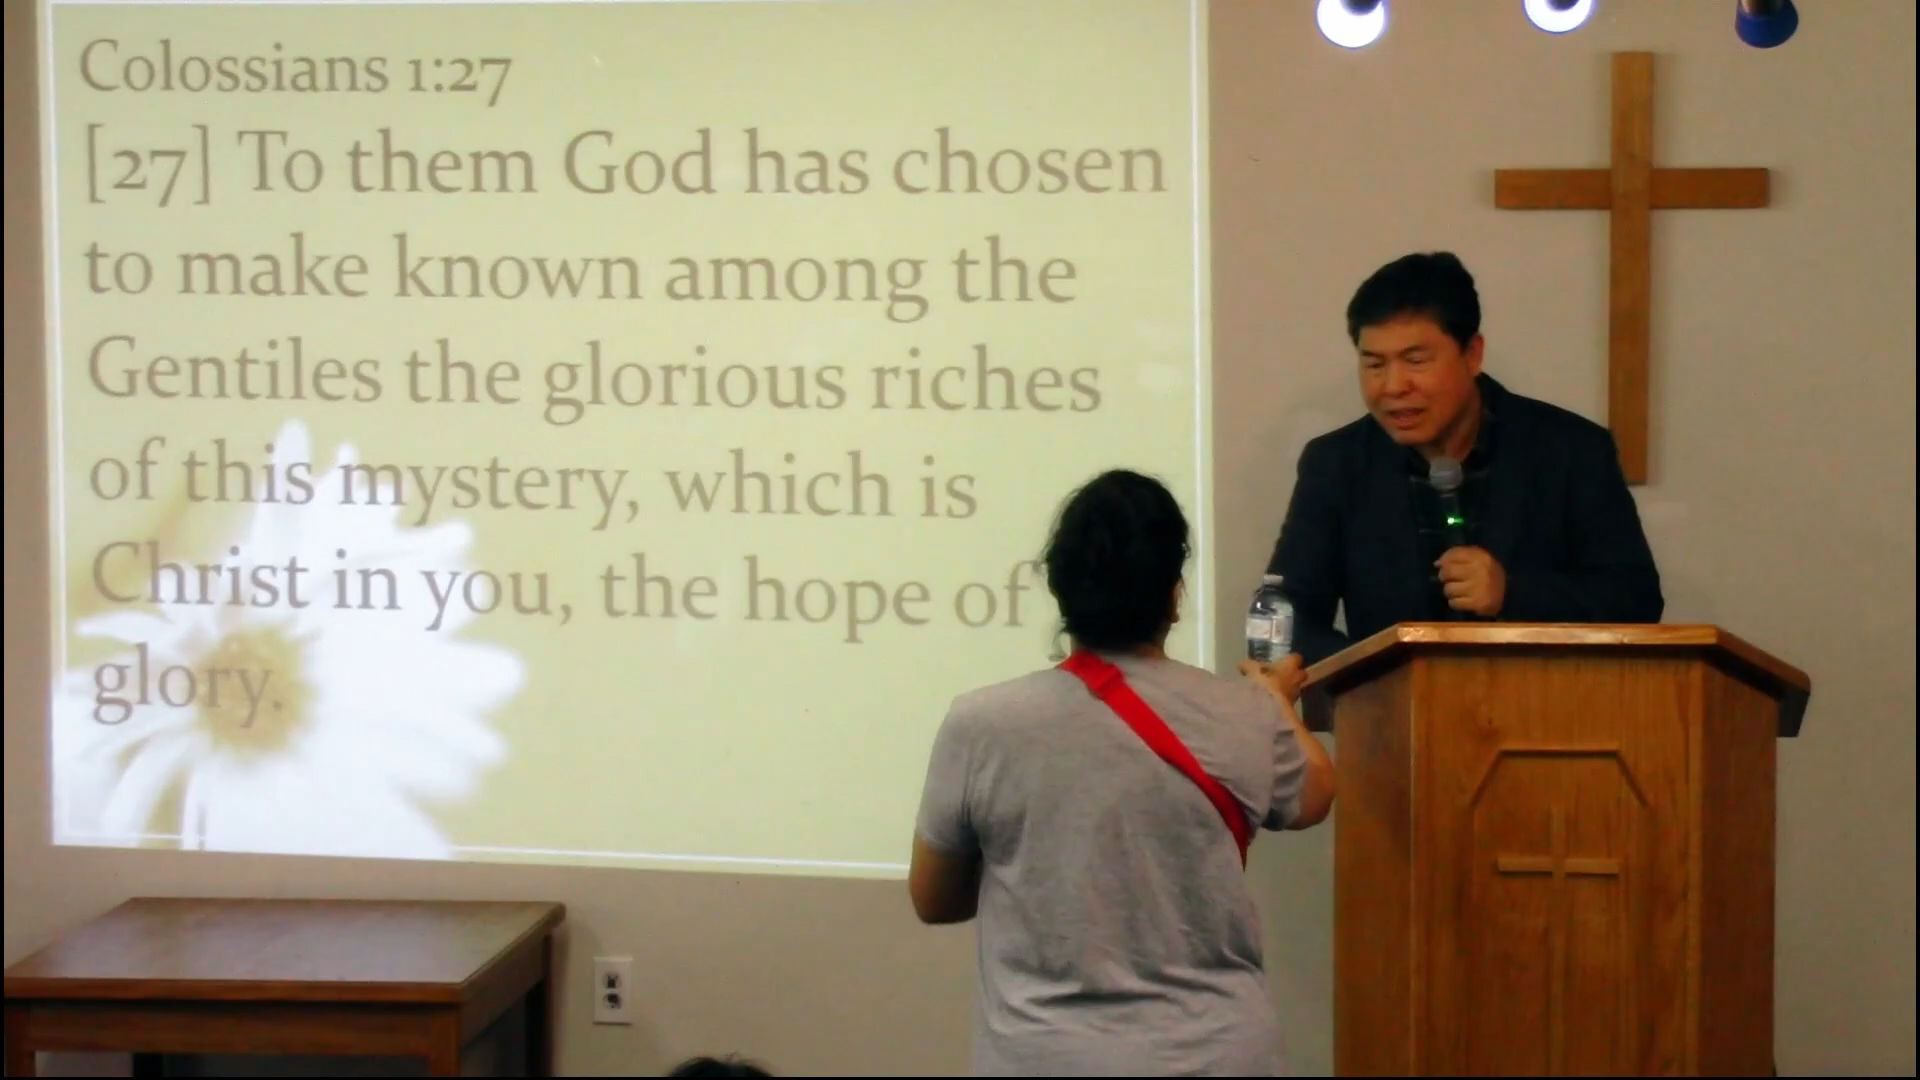 Colossians 1:27
[27] To them God has chosen
to make known among the
Gentiles the glorious riches
of this mystery, which is
Christ in you, the hope of
glory.